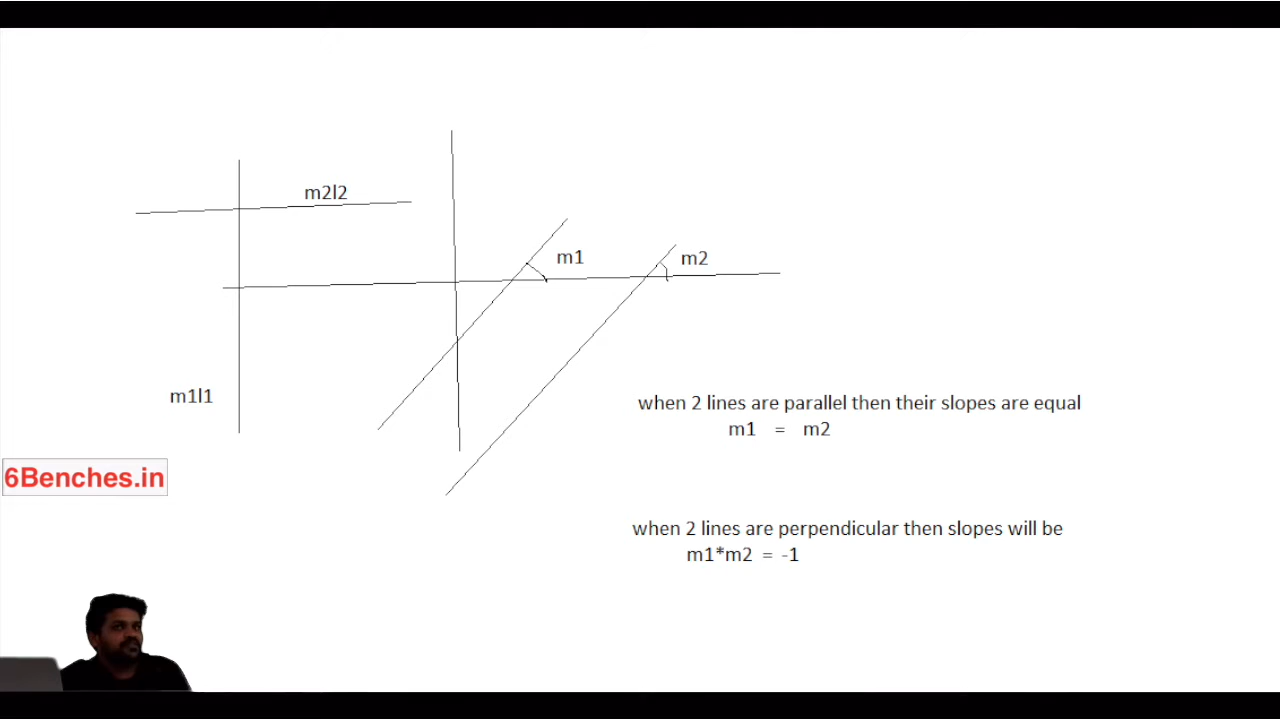 m2l2
m1
m2
m1l1
when 2 lines are parallel then their slopes are equal
m1 = m2
6Benches.in
when 2 lines are perpendicular then slopes will be
m1*m2 = -1